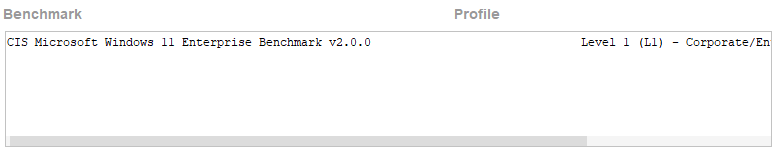 Benchmark Profile
CIS Microsoft Windows 11 Enterprise Benchmark v2.0.0 Level 1 (L1) - Corporate/En